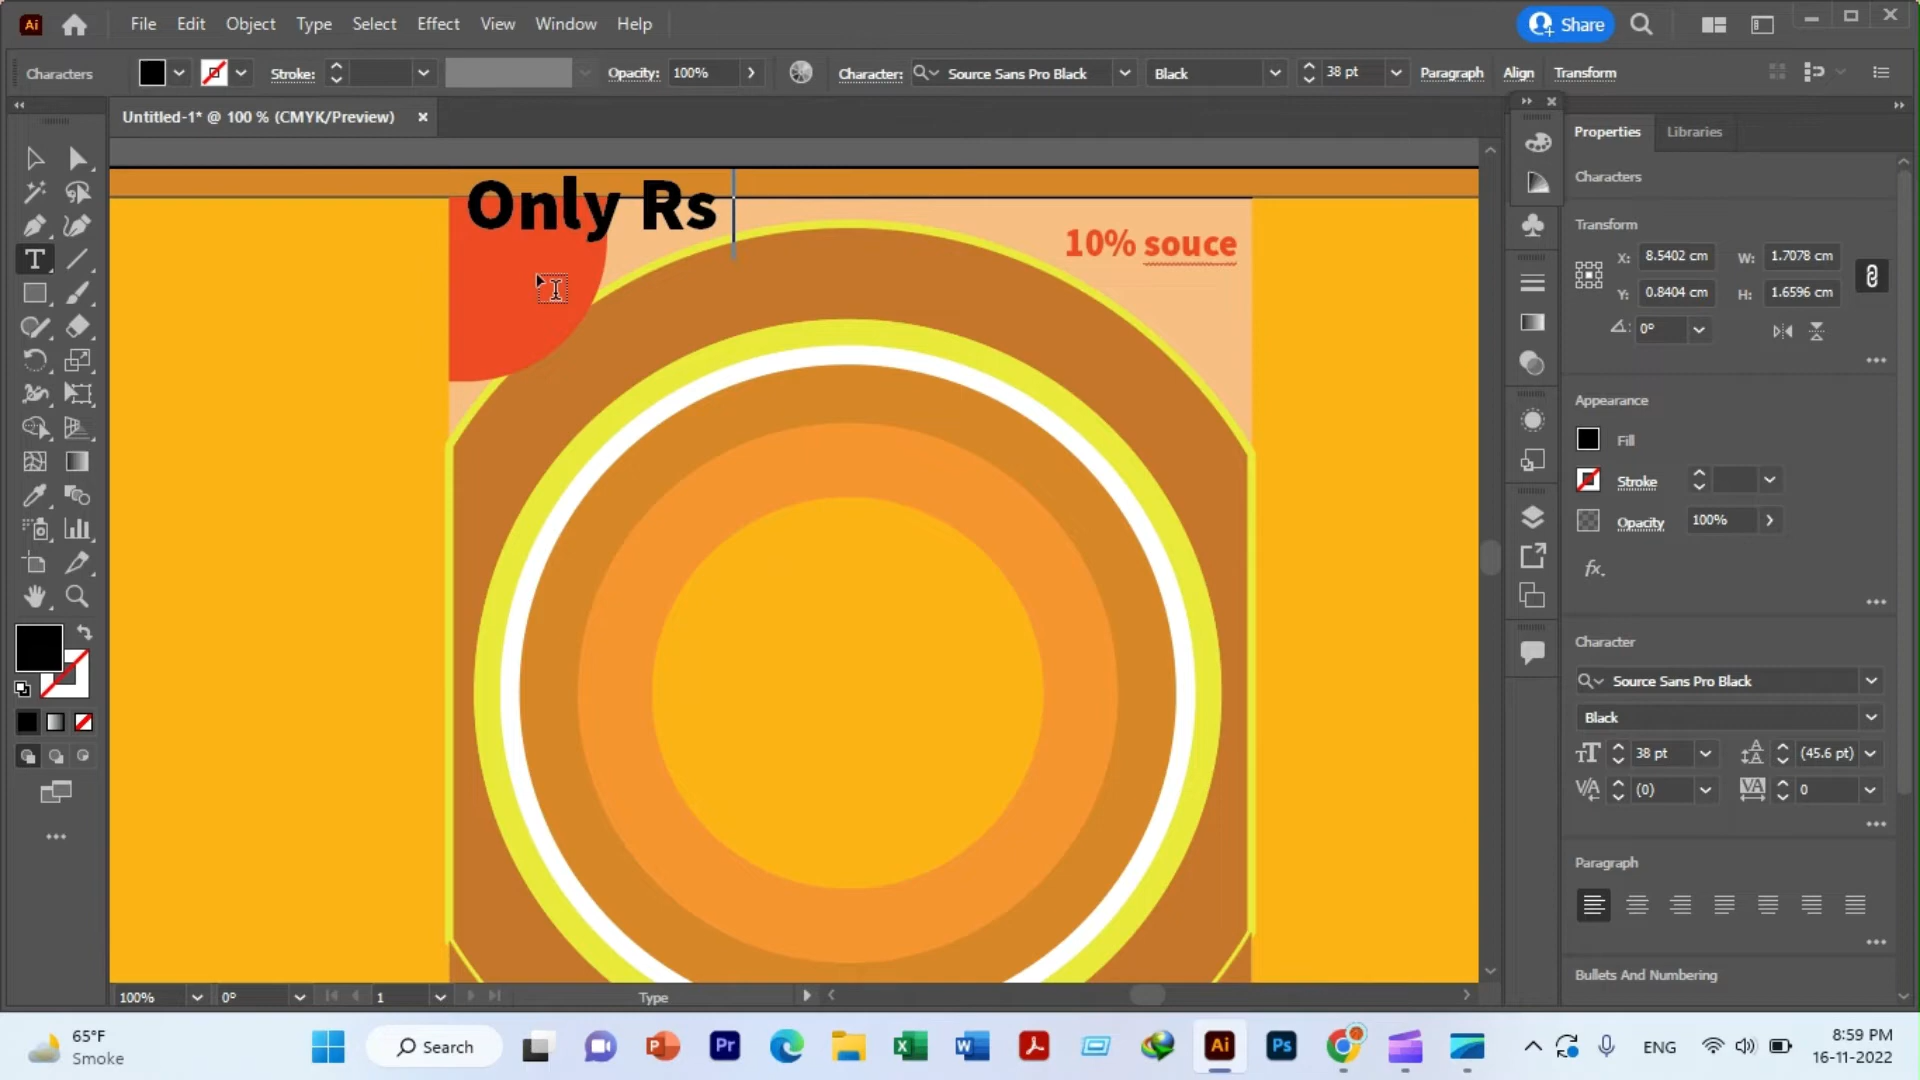 Ai File Edit Object Type Select Effect View Window Help Share
Characters Stroke: Opacity: 100% Character: Source Sans Pro Black Black 38 pt Paragraph Align Transform
Untitled-1* @ 100 % (CMYK/Preview)
Only Rs
10% souce
Properties Libraries
Characters
Transform
X: 8.5402 cm W: 1.7078 cm
Y: 0.8404 cm H: 1.6596 cm
0°
Appearance
Fill
Stroke
Opacity 100%
fx.
Character
Source Sans Pro Black
Black
38 pt (45.6 pt)
(0) 0
Paragraph
Bullets And Numbering
100% 0° 1 Type
65°F
Smoke
Search
Pr
Ai
Ps
ENG
8:59 PM
16-11-2022